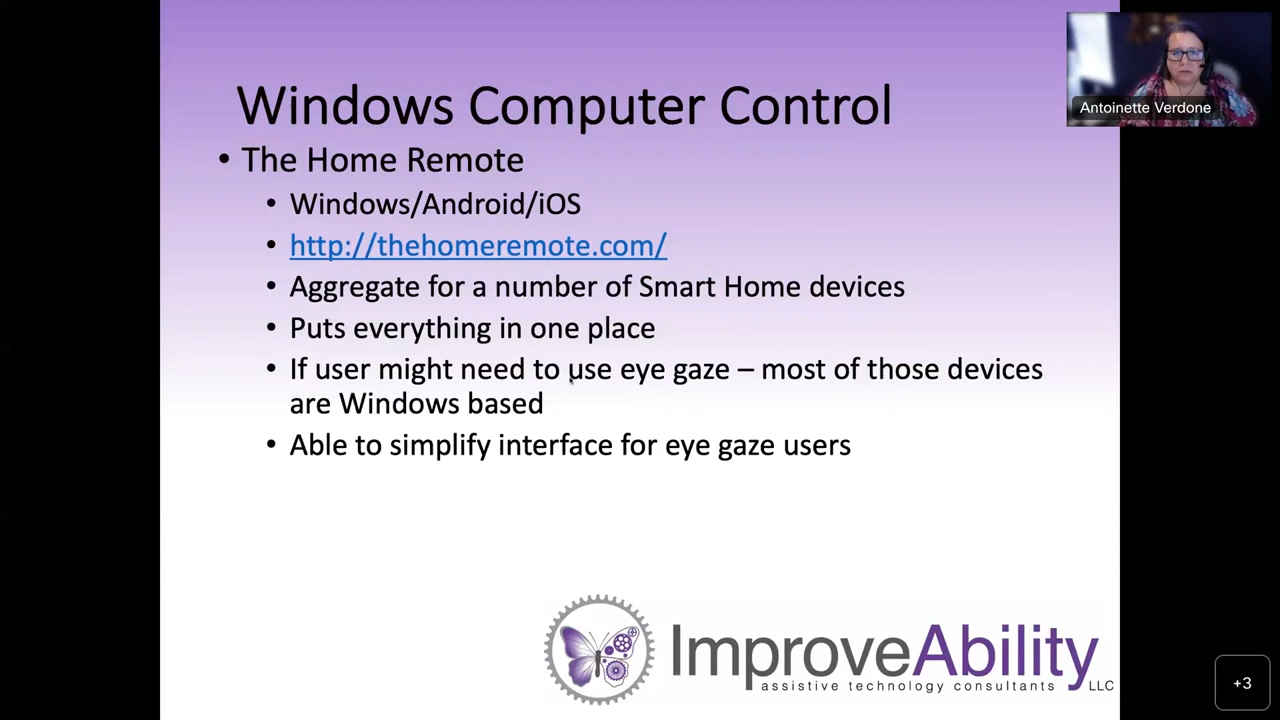 Windows Computer Control
• The Home Remote
• Windows/Android/iOS
• http://thehomeremote.com/
• Aggregate for a number of Smart Home devices
• Puts everything in one place
• If user might need to use eye gaze – most of those devices
are Windows based
• Able to simplify interface for eye gaze users
Antoinette Verdone
ImproveAbility LLC
assistive technology consultants
+3